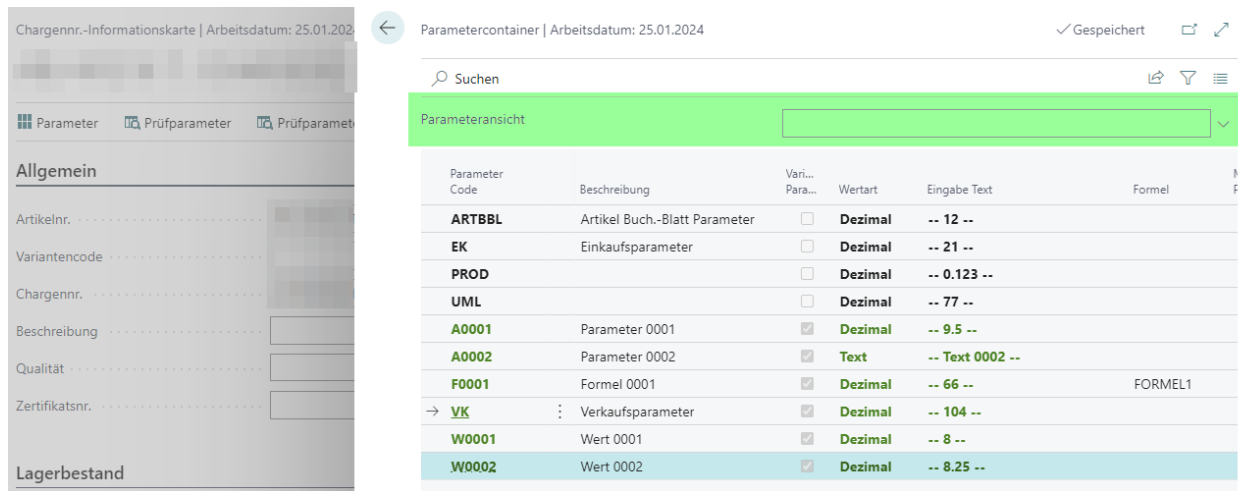 Chargennr.-Informationskarte | Arbeitsdatum: 25.01.202
Parameter Prüfparameter Prüfparamet
Allgemein
Artikelnr.
Variantencode
Chargennr.
Beschreibung
Qualität
Zertifikatsnr.
Lagerbestand
Parametercontainer | Arbeitsdatum: 25.01.2024 Gespeichert
Suchen
Parameteransicht
Parameter Vari...
Code Beschreibung Para... Wertart Eingabe Text Formel
ARTBBL Artikel Buch.-Blatt Parameter Dezimal -- 12 --
EK Einkaufsparameter Dezimal -- 21 --
PROD Dezimal -- 0.123 --
UML Dezimal -- 77 --
A0001 Parameter 0001 Dezimal -- 9.5 --
A0002 Parameter 0002 Text -- Text 0002 --
F0001 Formel 0001 Dezimal -- 66 -- FORMEL1
VK Verkaufsparameter Dezimal -- 104 --
W0001 Wert 0001 Dezimal -- 8 --
W0002 Wert 0002 Dezimal -- 8.25 --